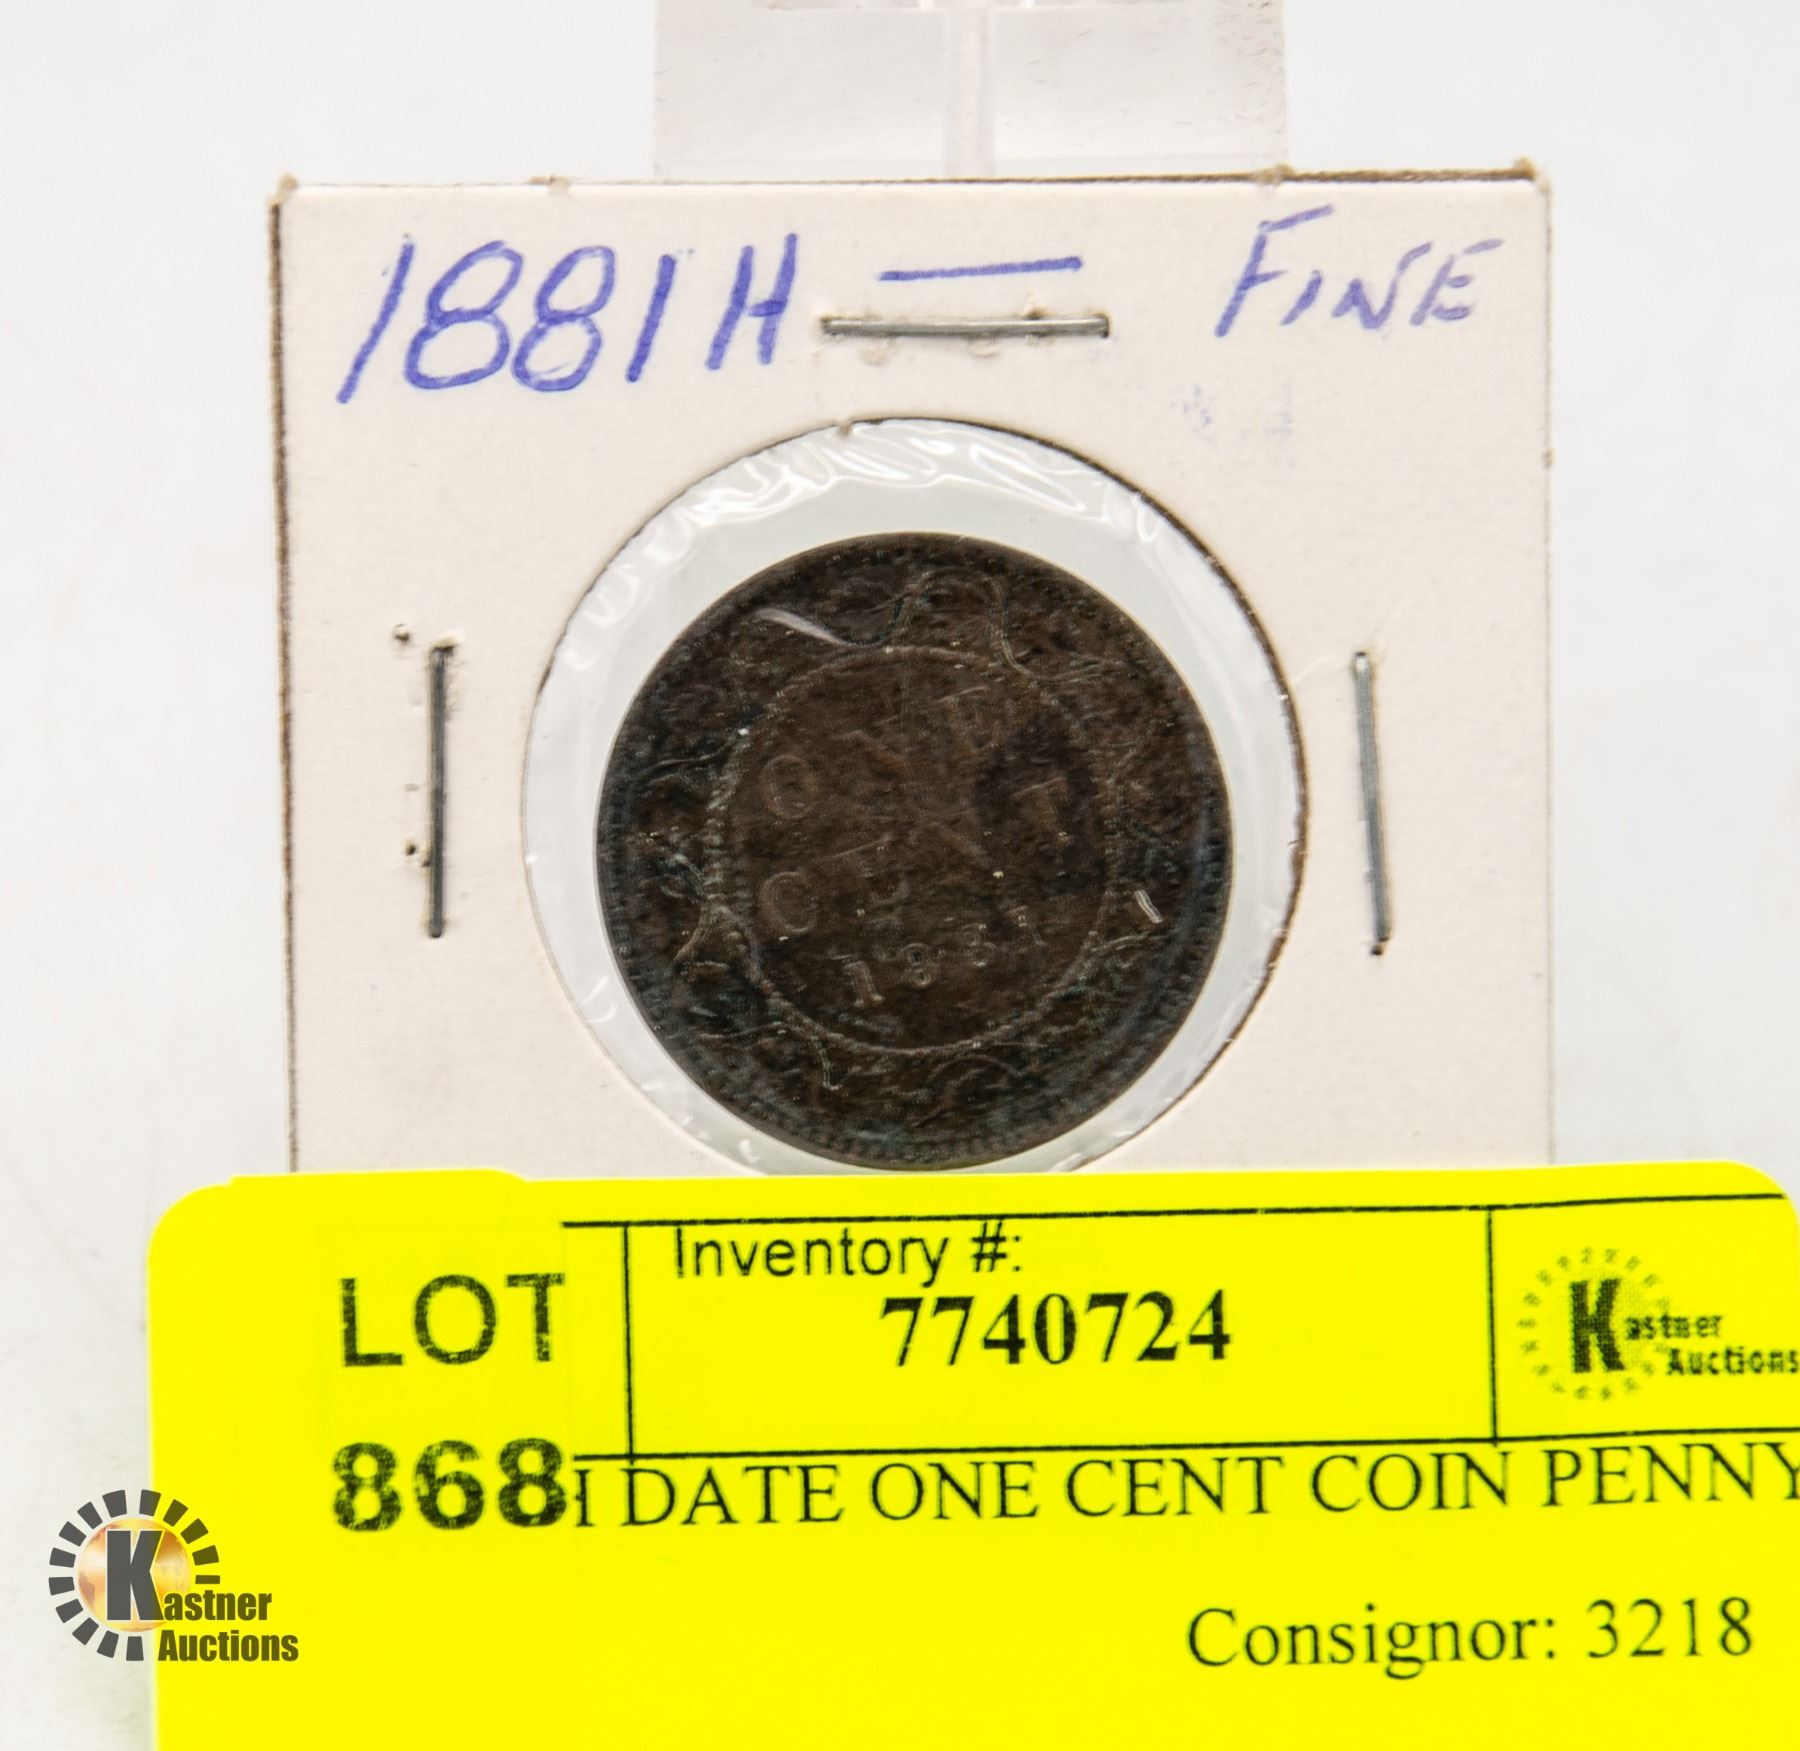 1881H — FINE
ONE
CENT
1881
LOT
868
Inventory #:
7740724
Kastner
Auctions
H DATE ONE CENT COIN PENNY
Consignor: 3218
Kastner
Auctions